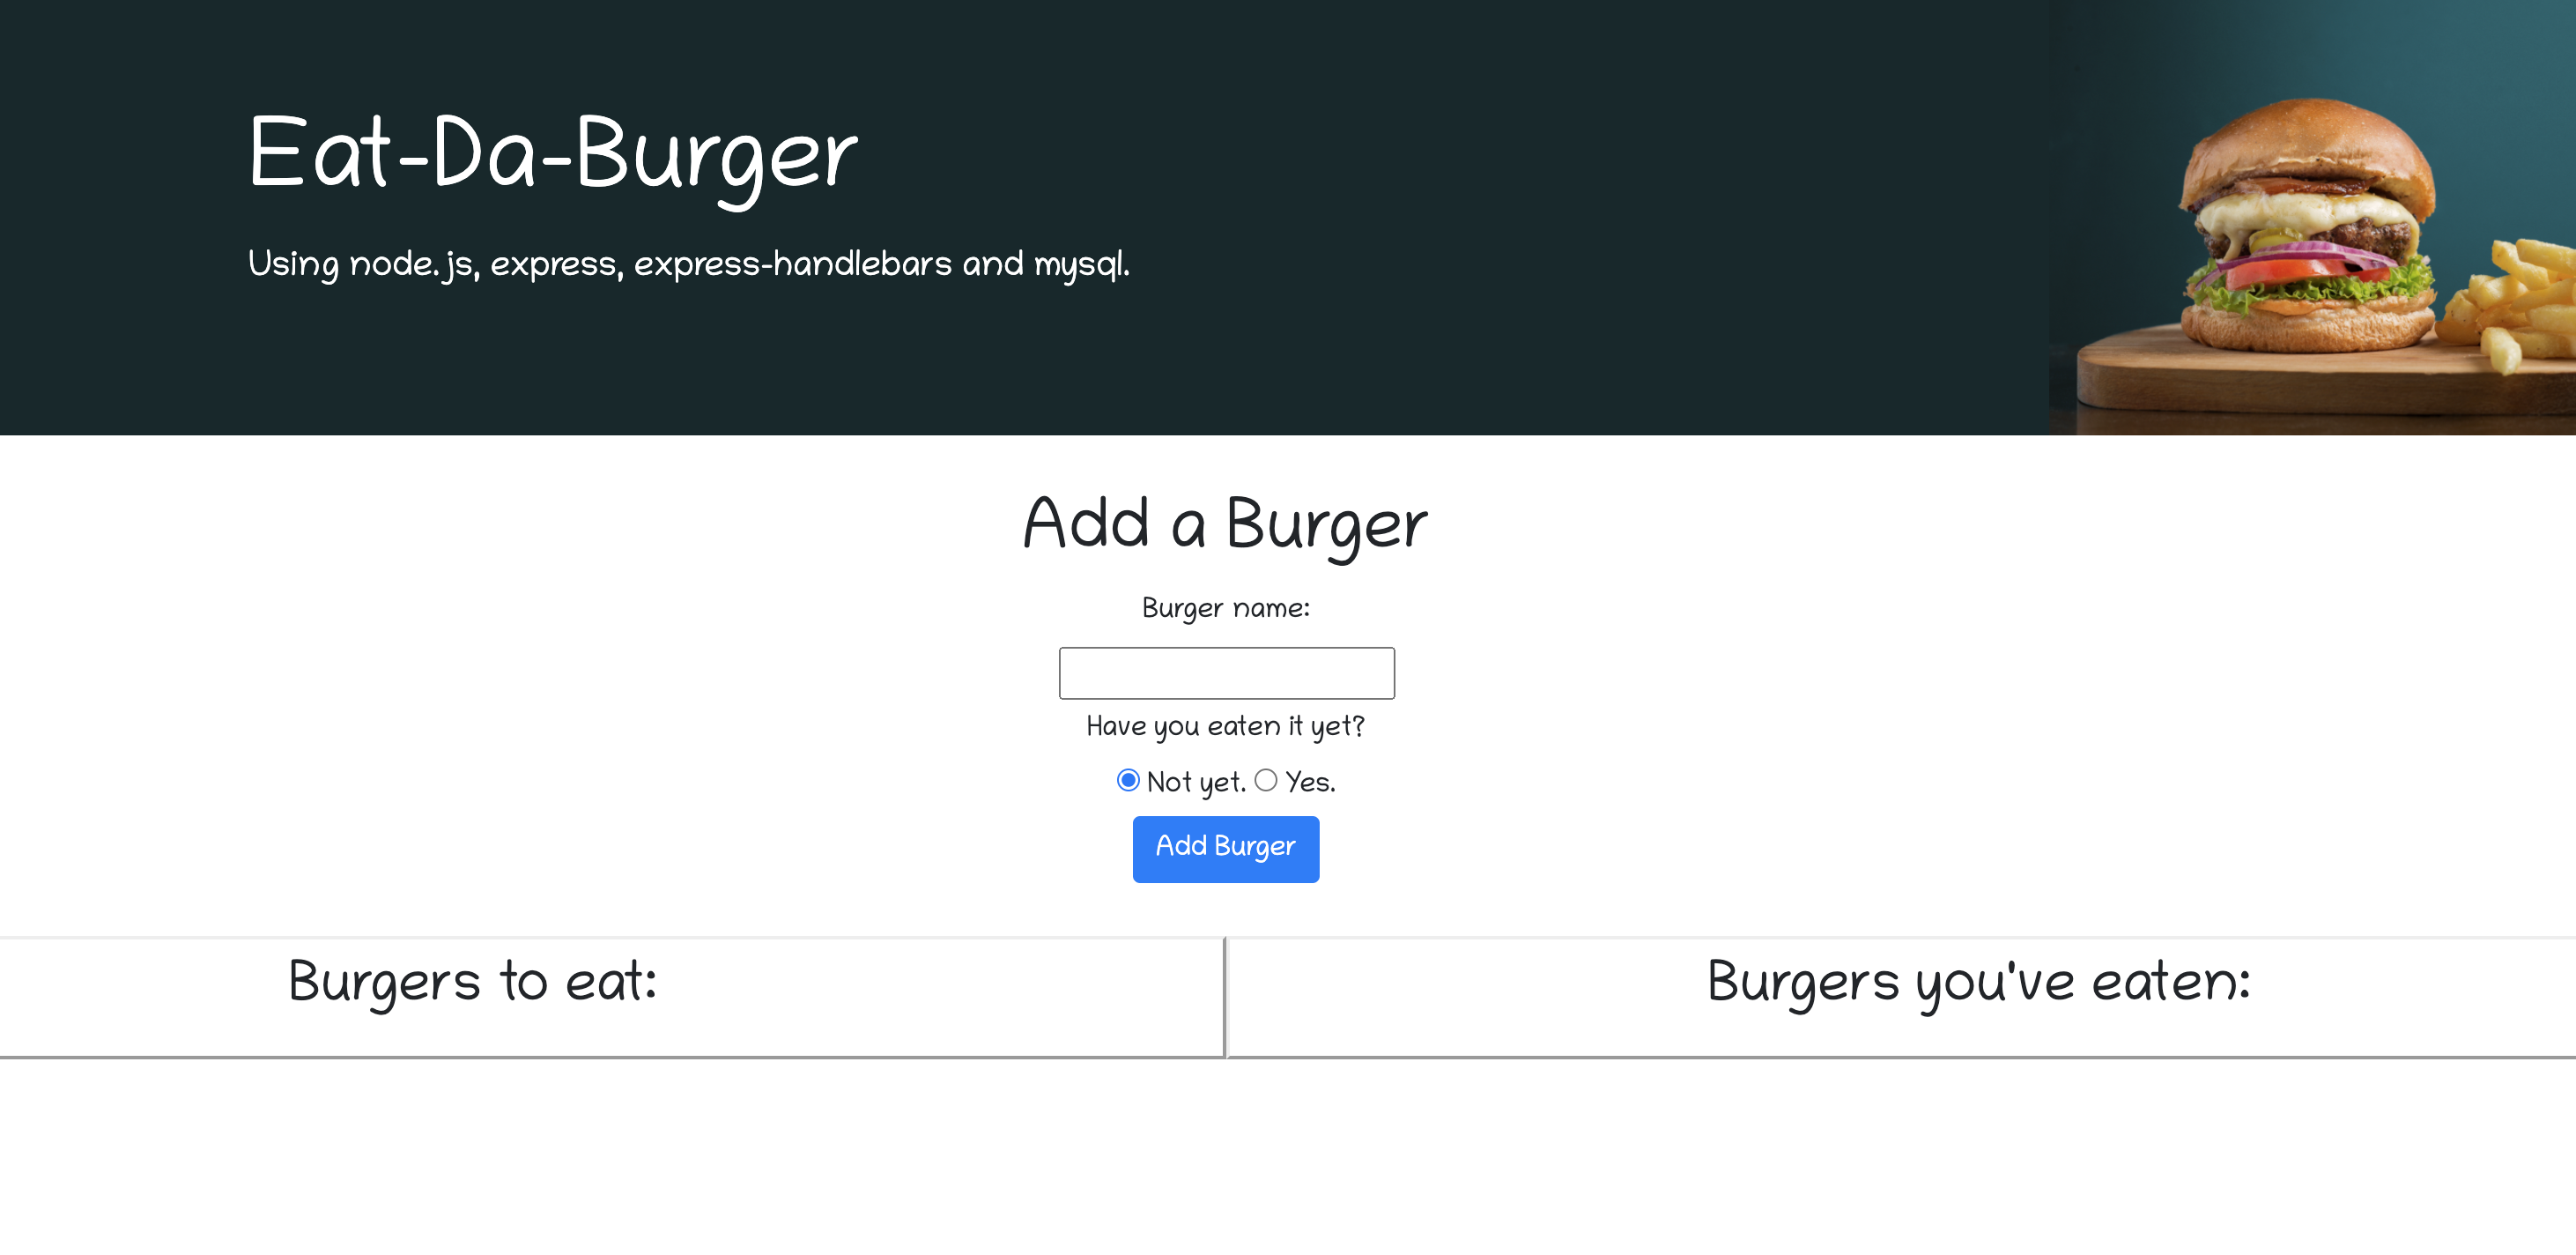 Eat-Da-Burger
Using node.js, express, express-handlebars and mysql.
Add a Burger
Burger name:
Have you eaten it yet?
Not yet. Yes.
Add Burger
Burgers to eat:
Burgers you've eaten: